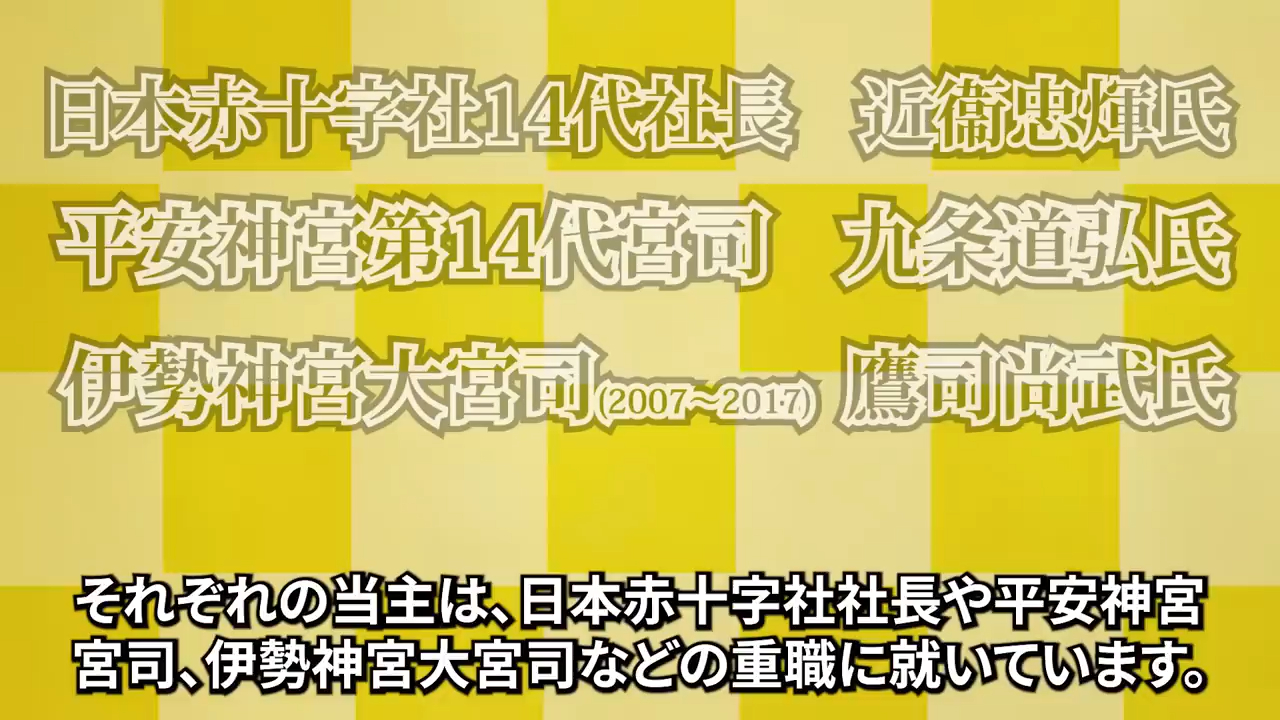 日本赤十字社14代社長　近衞忠煇氏
平安神宮第14代宮司　九条道弘氏
伊勢神宮大宮司(2007〜2017) 鷹司尚武氏
それぞれの当主は、日本赤十字社社長や平安神宮
宮司、伊勢神宮大宮司などの重職に就いています。